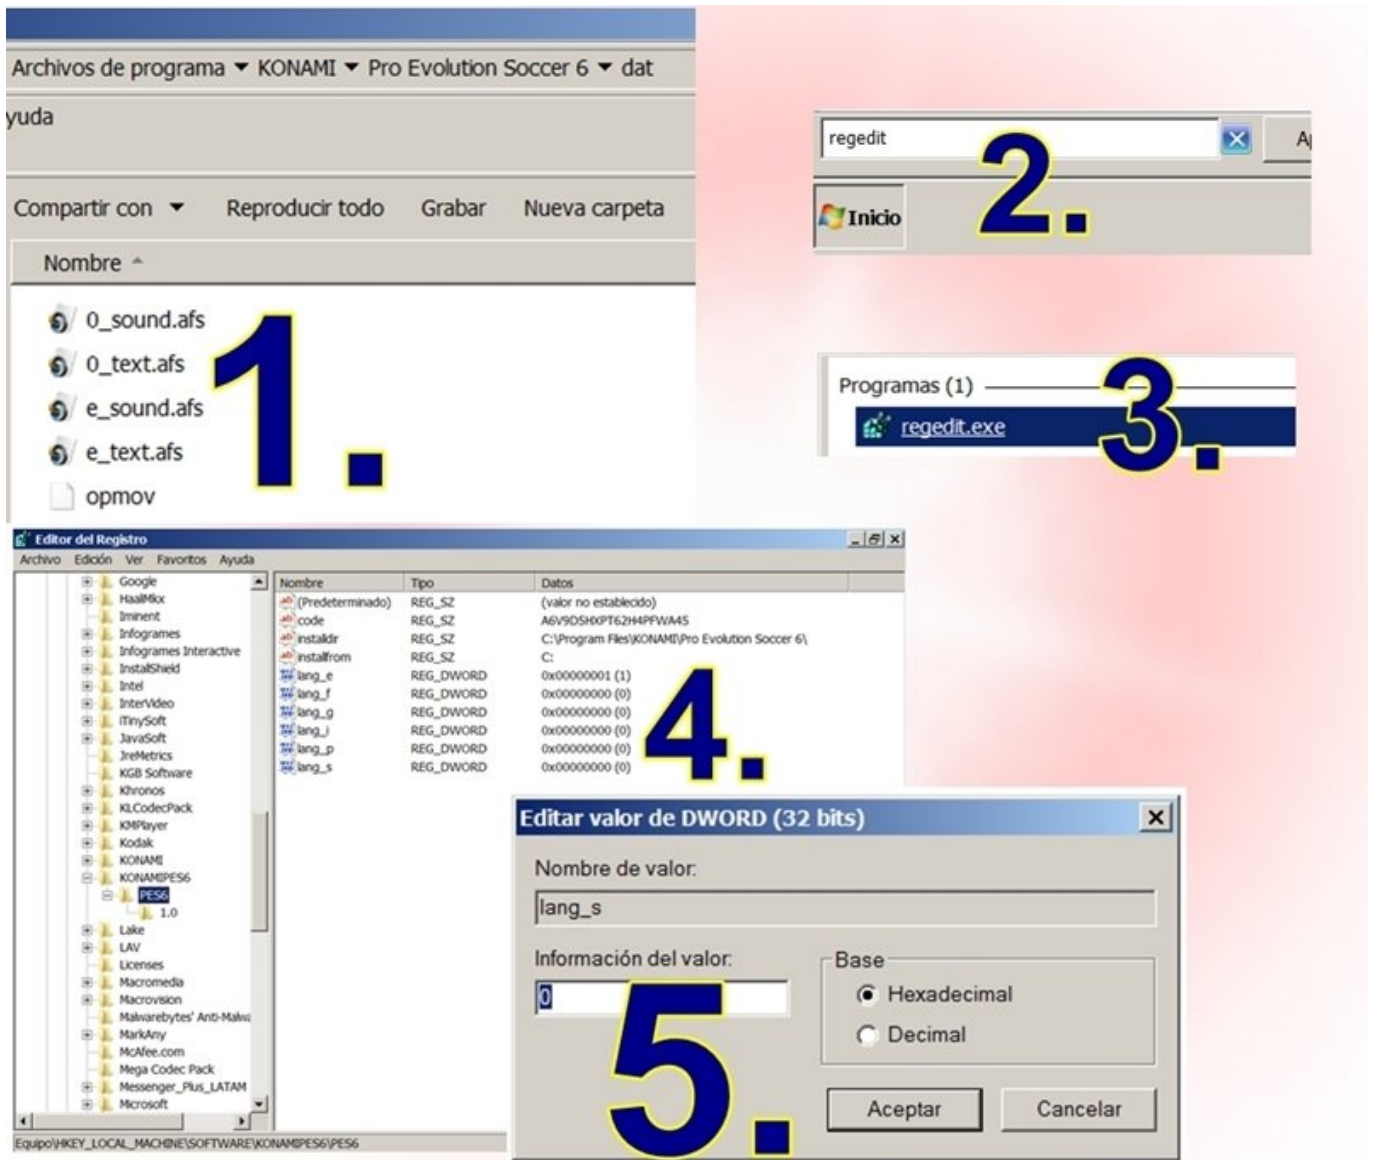 Archivos de programa KONAMI Pro Evolution Soccer 6 dat
yuda
Compartir con Reproducir todo Grabar Nueva carpeta
Nombre
0_sound.afs
0_text.afs
e_sound.afs
e_text.afs
opmov
1.
regedit
2.
Inicio
Programas (1)
regedit.exe
3.
Editor del Registro
Archivo Edición Ver Favoritos Ayuda
Google
HaaliMkx
Iminent
Infogrames
Infogrames Interactive
InstallShield
Intel
InterVideo
iTinySoft
JavaSoft
JreMetrics
KGB Software
Khronos
KLCodecPack
KMPlayer
Kodak
KONAMI
KONAMIPES6
PES6
1.0
Lake
LAV
Licenses
Macromedia
Macrovision
Malwarebytes' Anti-Malwa
MarkAny
McAfee.com
Mega Codec Pack
Messenger_Plus_LATAM
Microsoft
Nombre Tipo Datos
(Predeterminado) REG_SZ (valor no establecido)
code REG_SZ A6V9D5HXPT62H4PFWA45
installdir REG_SZ C:\Program Files\KONAMI\Pro Evolution Soccer 6\
installfrom REG_SZ C:
lang_e REG_DWORD 0x00000001 (1)
lang_f REG_DWORD 0x00000000 (0)
lang_g REG_DWORD 0x00000000 (0)
lang_i REG_DWORD 0x00000000 (0)
lang_p REG_DWORD 0x00000000 (0)
lang_s REG_DWORD 0x00000000 (0)
4.
Equipo\HKEY_LOCAL_MACHINE\SOFTWARE\KONAMIPES6\PES6
Editar valor de DWORD (32 bits)
Nombre de valor:
lang_s
Información del valor:
0
Base
Hexadecimal
Decimal
5.
Aceptar Cancelar